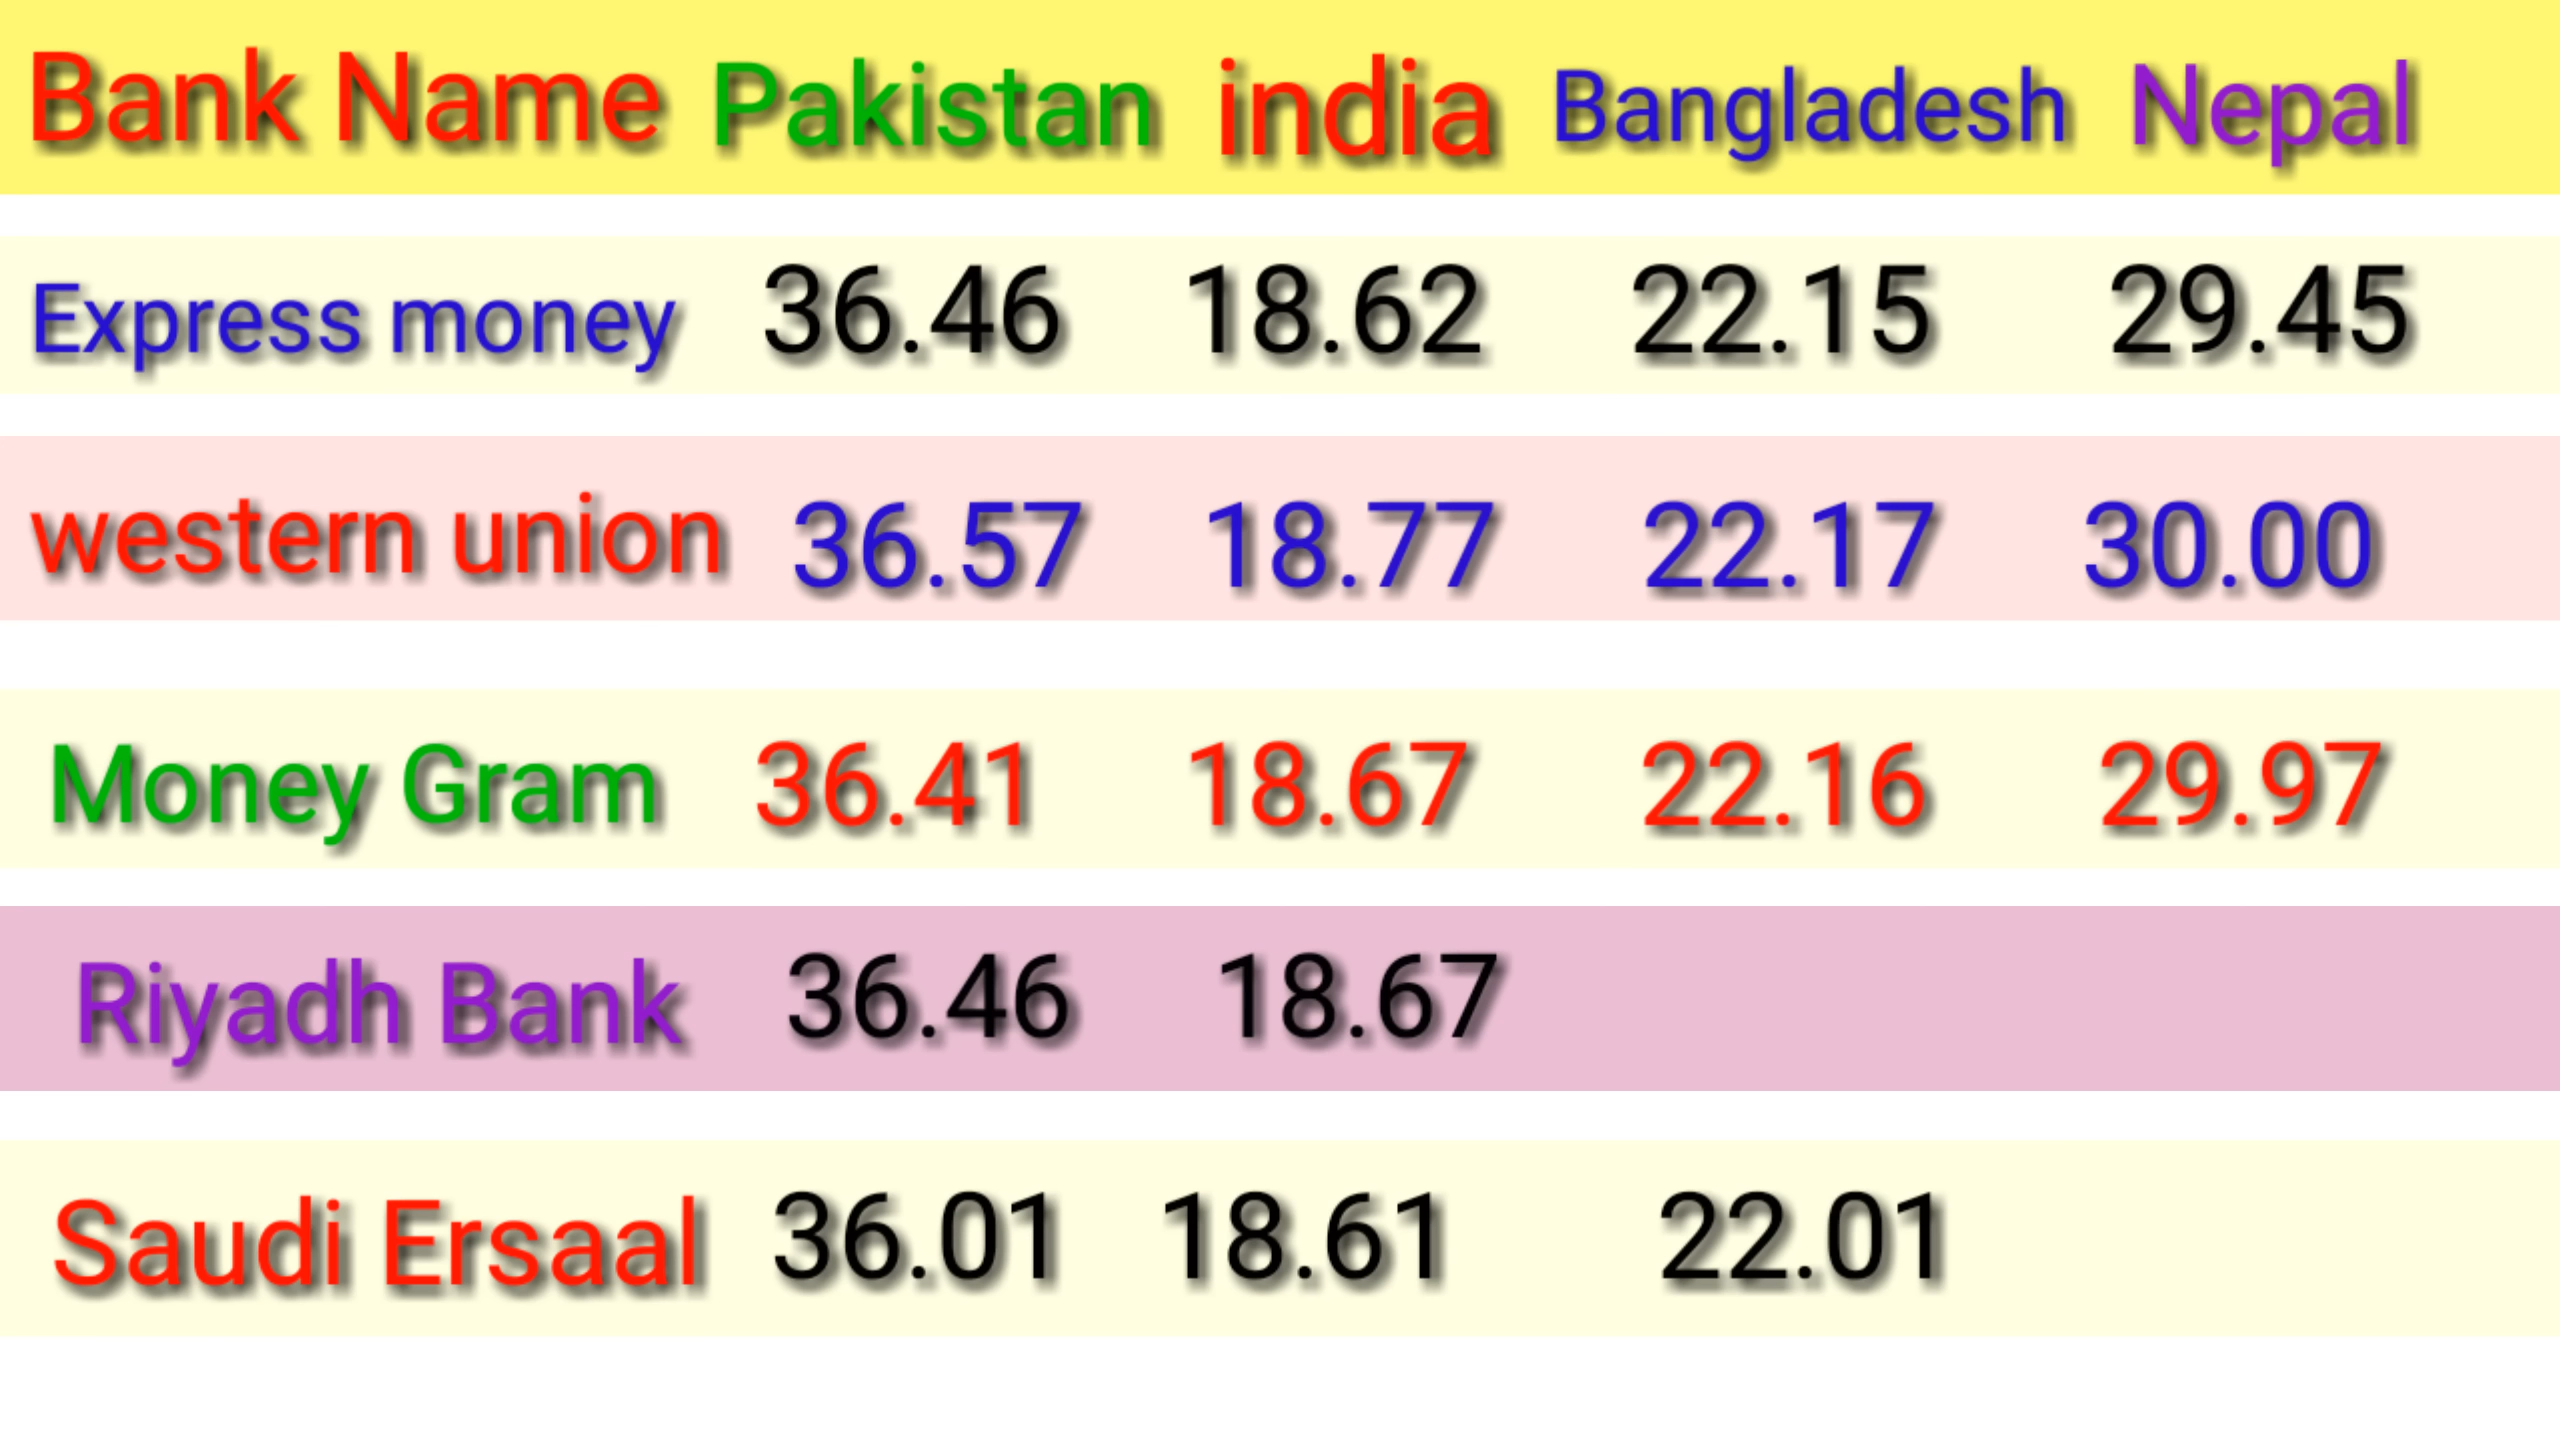 Bank Name Pakistan india Bangladesh Nepal
Express money 36.46 18.62 22.15 29.45
western union 36.57 18.77 22.17 30.00
Money Gram 36.41 18.67 22.16 29.97
Riyadh Bank 36.46 18.67
Saudi Ersaal 36.01 18.61 22.01